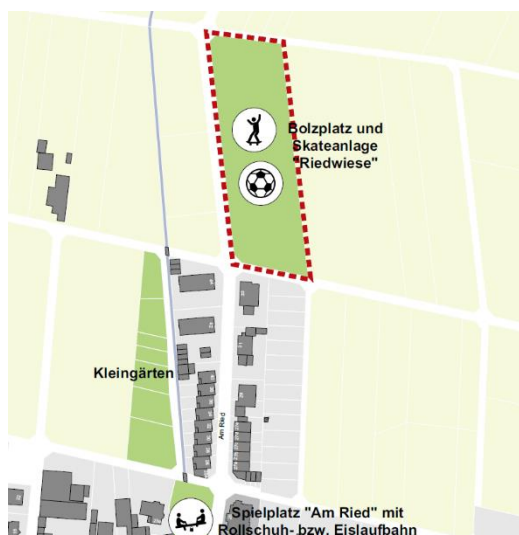 Bolzplatz und
Skateanlage
"Riedwiese"
Kleingärten
Am Ried
Spielplatz "Am Ried" mit
Rollschuh- bzw. Eislaufbahn